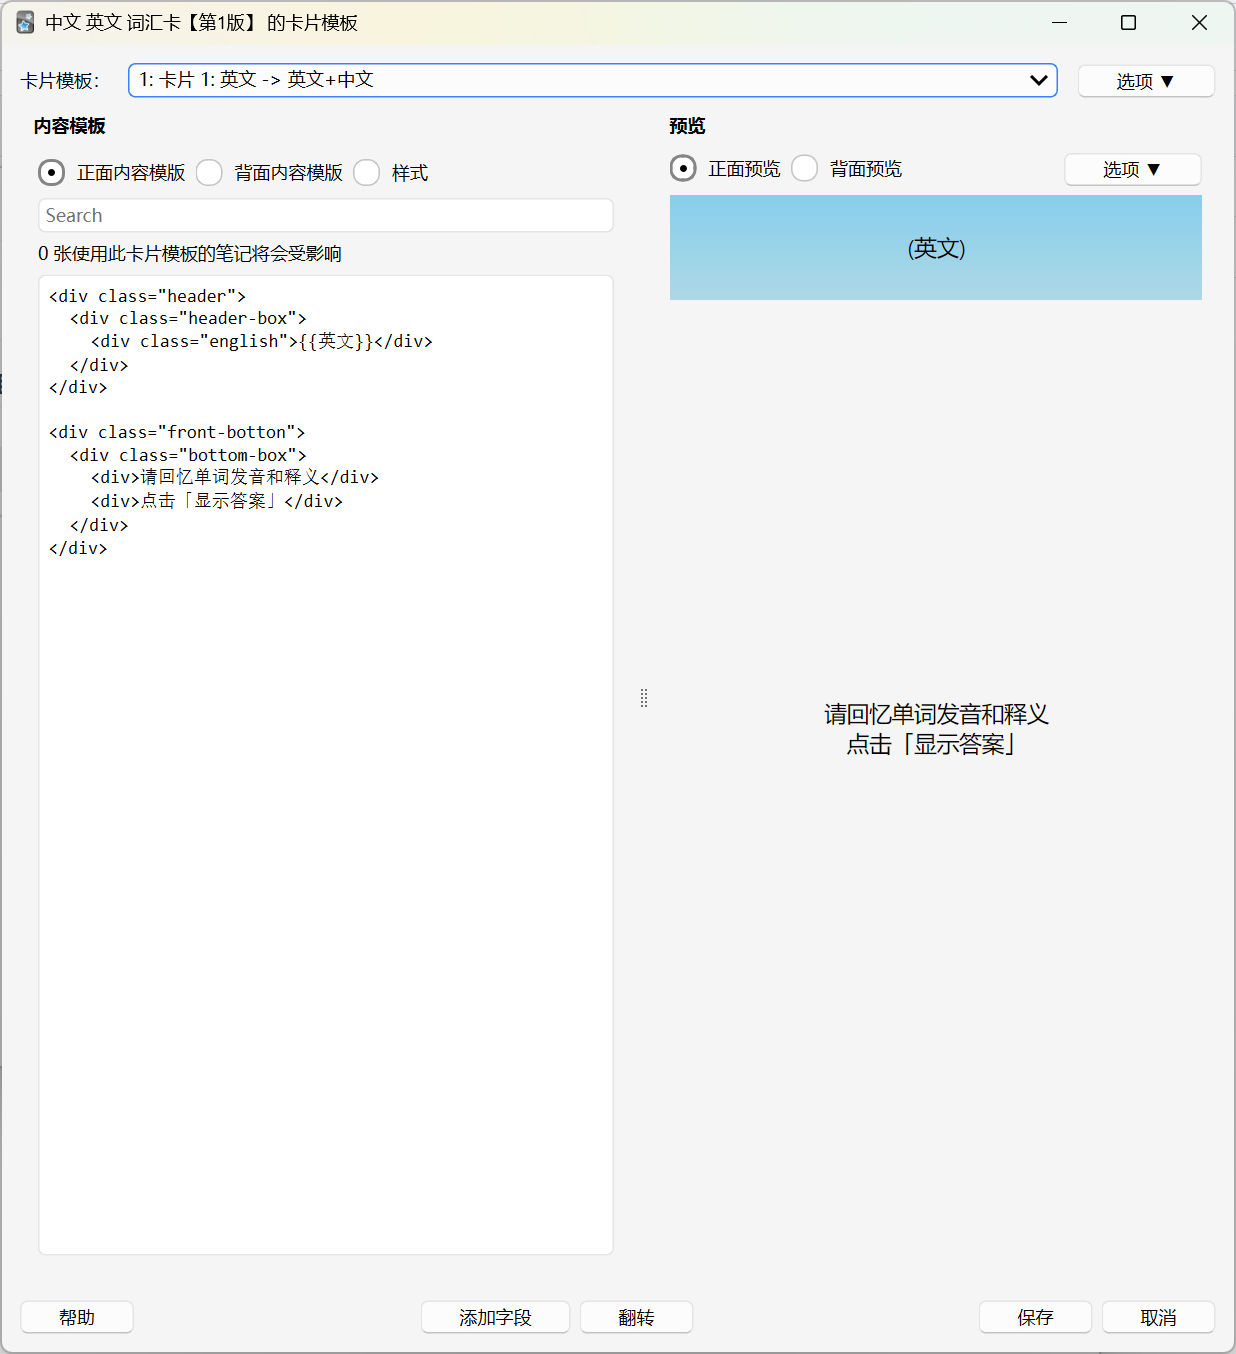 中文 英文 词汇卡【第1版】 的卡片模板
卡片模板：
1: 卡片 1: 英文 -> 英文+中文
选项 ▼
内容模板
正面内容模版
背面内容模版
样式
Search
0 张使用此卡片模板的笔记将会受影响
<div class="header">
  <div class="header-box">
    <div class="english">{{英文}}</div>
  </div>
</div>

<div class="front-botton">
  <div class="bottom-box">
    <div>请回忆单词发音和释义</div>
    <div>点击「显示答案」</div>
  </div>
</div>
预览
正面预览
背面预览
选项 ▼
(英文)
请回忆单词发音和释义
点击「显示答案」
帮助
添加字段
翻转
保存
取消